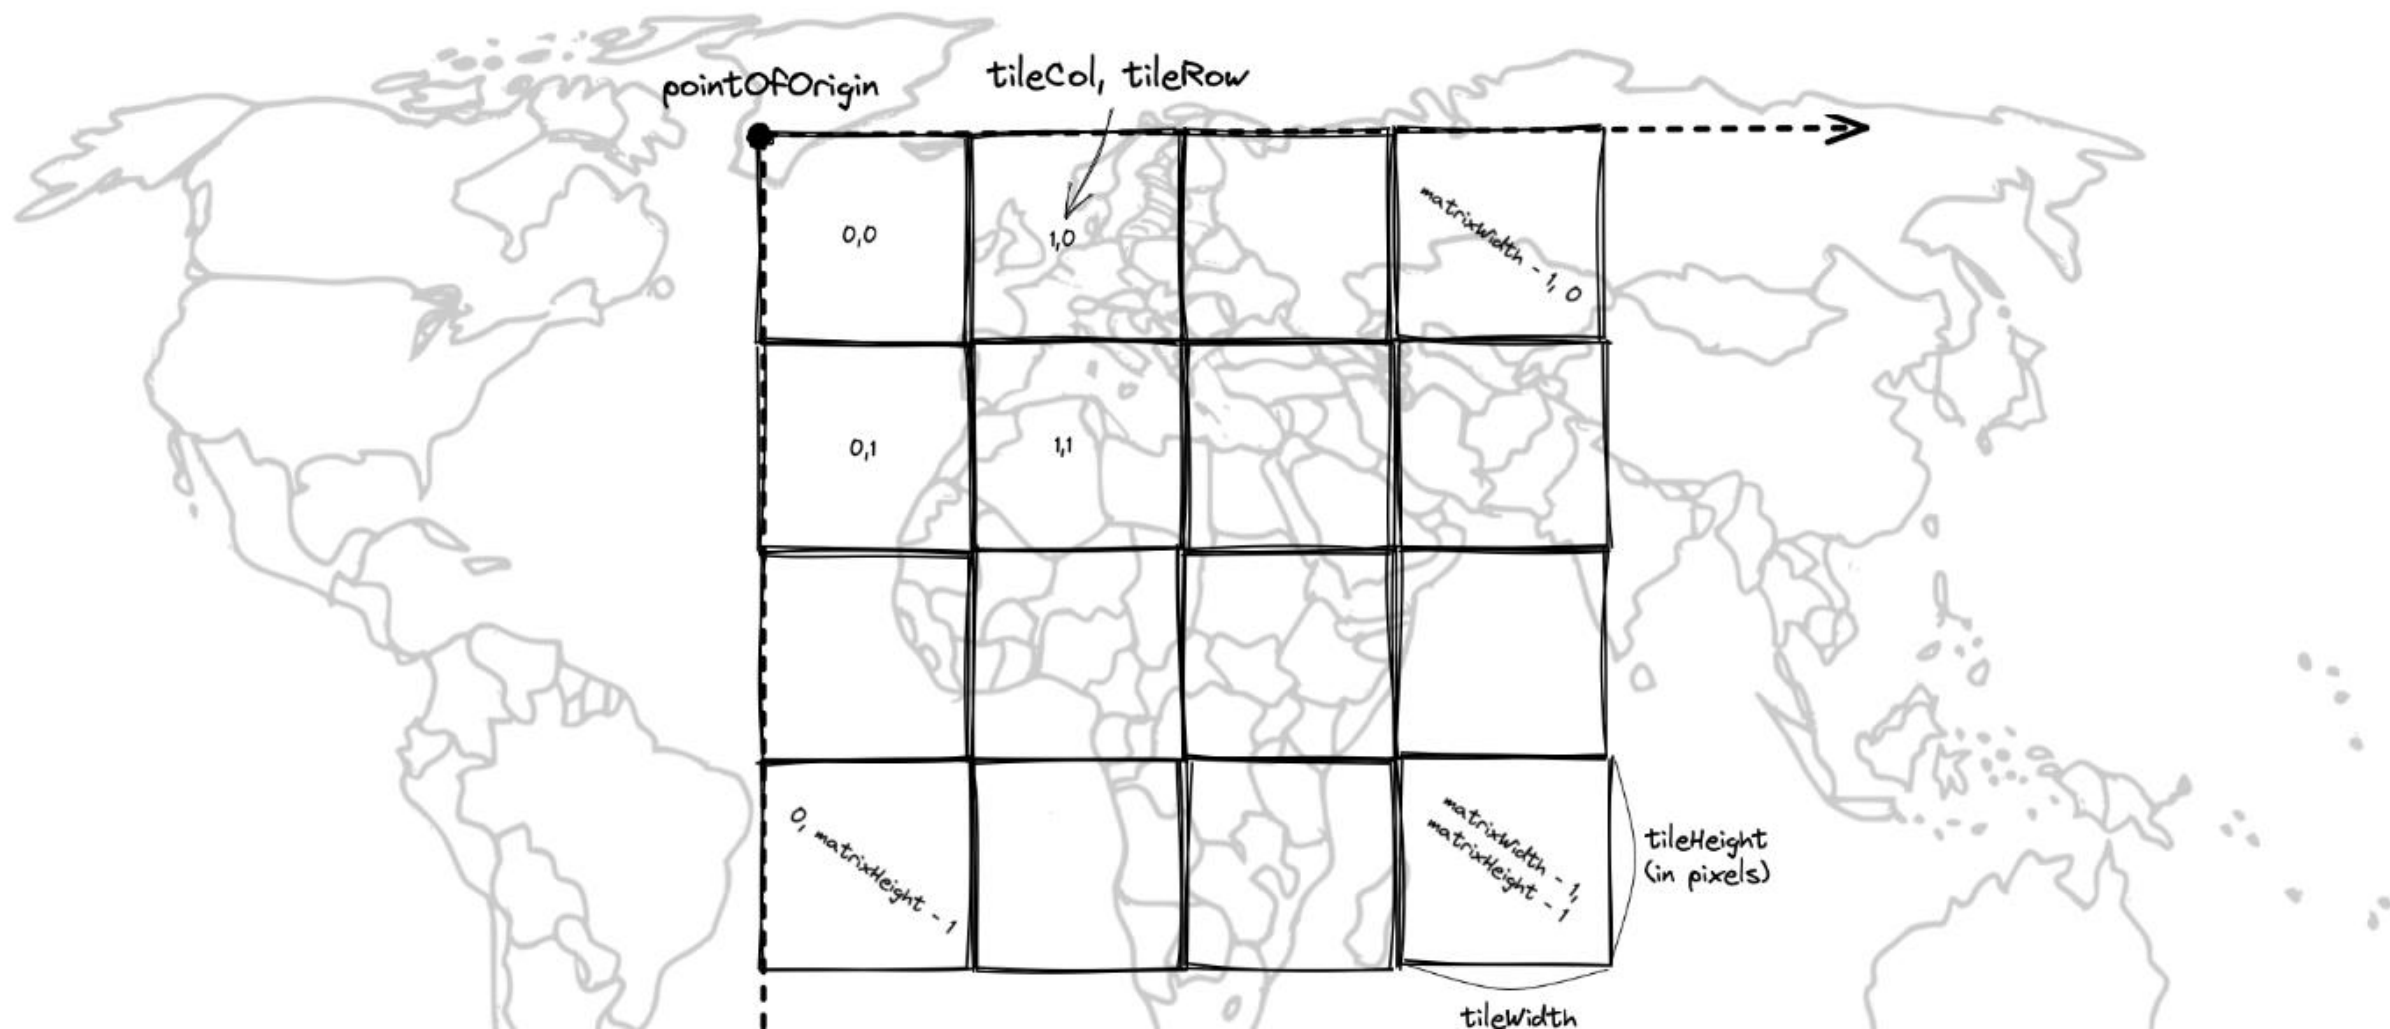 pointOfOrigin
tileCol, tileRow
0,0
1,0
matrixWidth - 1, 0
0,1
1,1
0, matrixHeight - 1
matrixWidth - 1,
matrixHeight - 1
tileHeight
(in pixels)
tileWidth